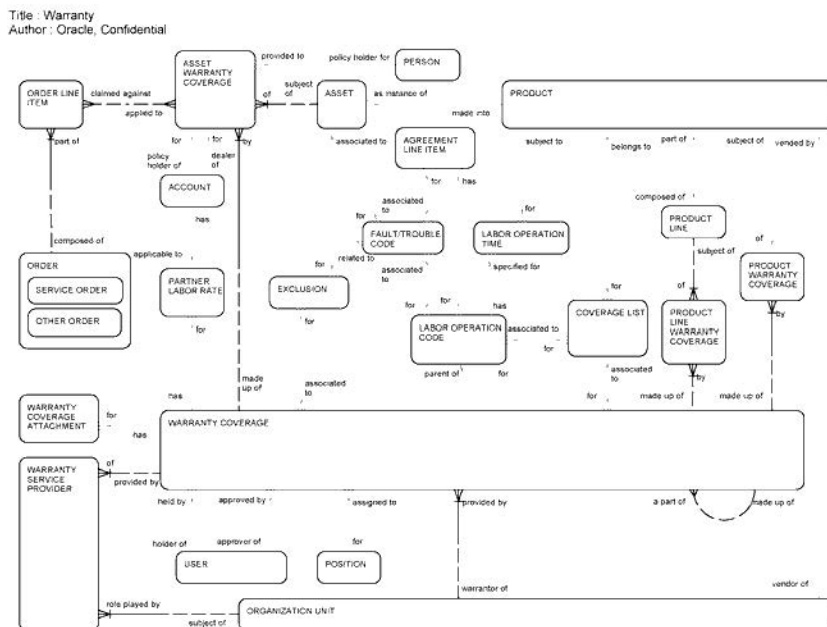 Title : Warranty
Author : Oracle, Confidential
ORDER LINE
ITEM
claimed against
applied to
part of
ASSET
WARRANTY
COVERAGE
provided to
of
subject
of
for
for
by
ASSET
policy holder for
PERSON
as instance of
associated to
made into
PRODUCT
subject to
belongs to
part of
subject of
vended by
AGREEMENT
LINE ITEM
for
has
policy
holder of
dealer
of
ACCOUNT
has
associated
to
for
FAULT/TROUBLE
CODE
related to
associated
to
for
LABOR OPERATION
TIME
specified for
composed of
PRODUCT
LINE
subject of
of
of
PRODUCT
WARRANTY
COVERAGE
by
composed of
ORDER
SERVICE ORDER
OTHER ORDER
applicable to
PARTNER
LABOR RATE
for
for
EXCLUSION
for
for
for
has
LABOR OPERATION
CODE
associated to
for
parent of
for
for
COVERAGE LIST
associated
to
for
PRODUCT
LINE
WARRANTY
COVERAGE
by
made up of
made up of
made
up of
has
associated
to
WARRANTY
COVERAGE
ATTACHMENT
for
has
WARRANTY COVERAGE
WARRANTY
SERVICE
PROVIDER
of
provided by
held by
approved by
assigned to
provided by
a part of
made up of
holder of
approver of
for
USER
POSITION
warrantor of
vendor of
role played by
subject of
ORGANIZATION UNIT